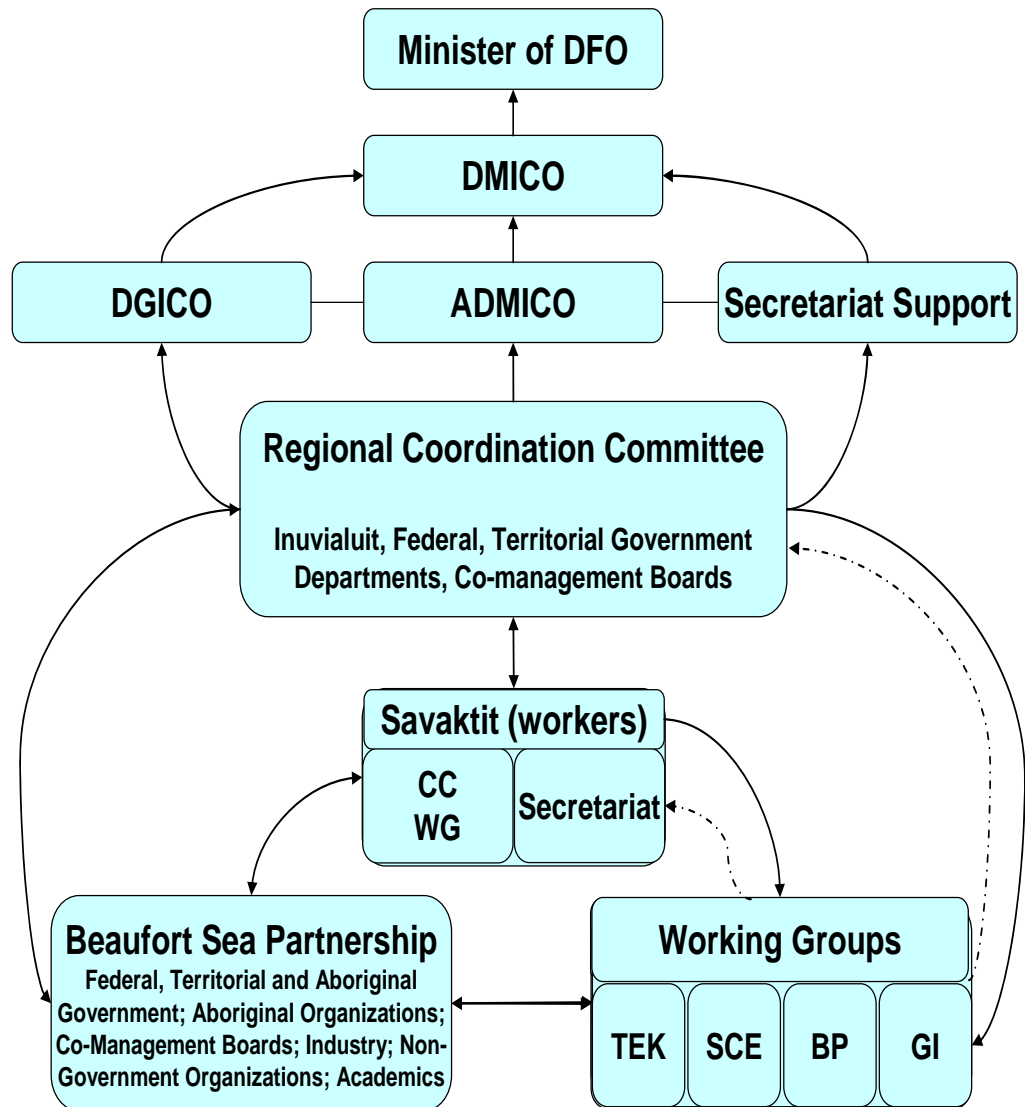 Minister of DFO
DMICO
DGICO
ADMICO
Secretariat Support
Regional Coordination Committee
Inuvialuit, Federal, Territorial Government
Departments, Co-management Boards
Savaktit (workers)
CC
WG
Secretariat
Beaufort Sea Partnership
Federal, Territorial and Aboriginal
Government; Aboriginal Organizations;
Co-Management Boards; Industry; Non-
Government Organizations; Academics
Working Groups
TEK
SCE
BP
GI